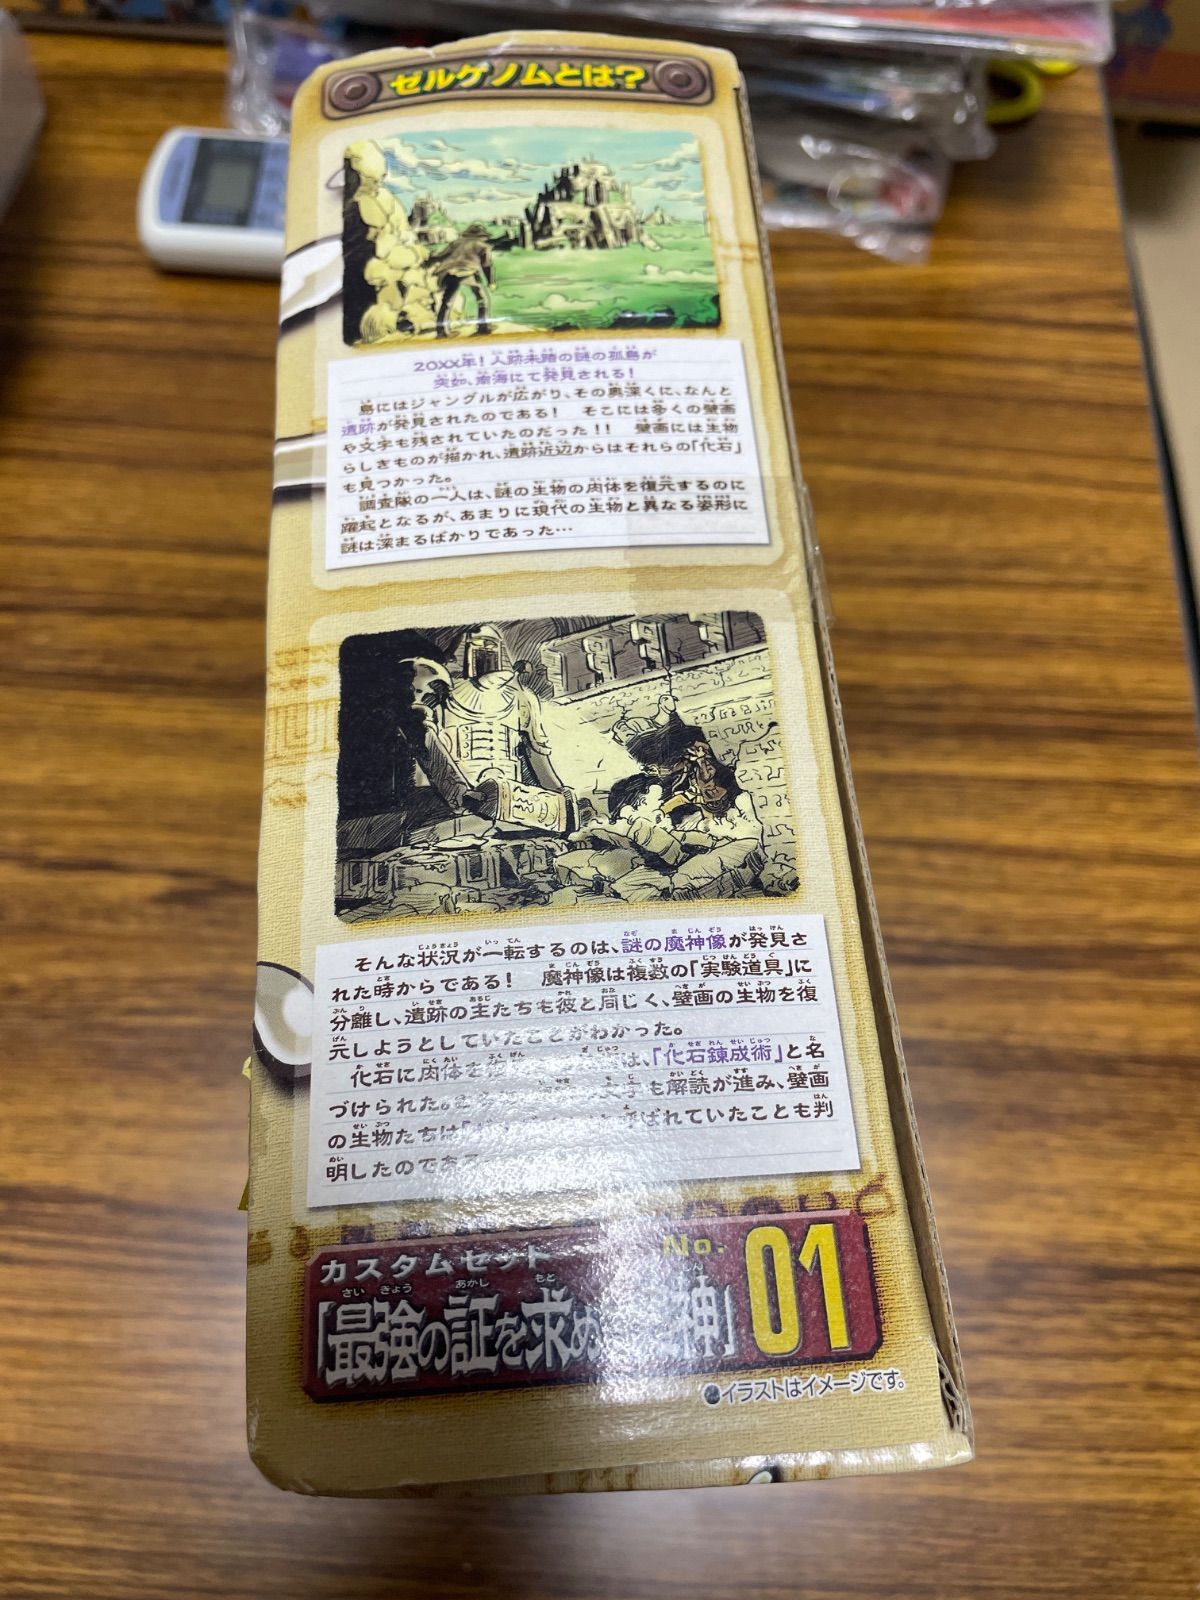 ゼルゲノムとは?
20XX年!人跡未踏の謎の孤島が
突如、南海にて発見される!
島にはジャングルが広がり、その奥深くに、なんと
遺跡が発見されたのである! そこには多くの壁画
や文字も残されていたのだった!! 壁画には生物
らしきものが描かれ、遺跡近辺からはそれらの「化石」
も見つかった。
調査隊の一人は、謎の生物の肉体を復元するのに
躍起となるが、あまりに現代の生物と異なる姿形に
謎は深まるばかりであった…
そんな状況が一転するのは、謎の魔神像が発見さ
れた時からである! 魔神像は複数の「実験道具」に
分離し、遺跡の主たちも彼と同じく、壁画の生物を復
元しようとしていたことがわかった。
化石に肉体を は、「化石錬成術」と名
づけられた。 も解読が進み、壁画
の生物たちは「 ばれていたことも判
明したのである
カスタムセット
No. 01
「最強の証を求め 神」
●イラストはイメージです。